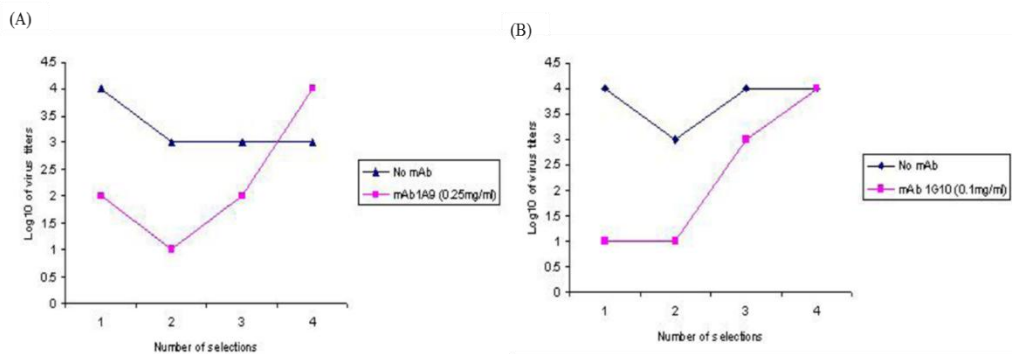 (A)
4.5
4
3.5
3
2.5
2
1.5
1
0.5
0
Log10 of virus titers
1 2 3 4
Number of selections
No mAb
mAb1A9 (0.25mg/ml)
(B)
4.5
4
3.5
3
2.5
2
1.5
1
0.5
0
Log10 of virus titers
1 2 3 4
Number of selections
No mAb
mAb 1G10 (0.1mg/ml)